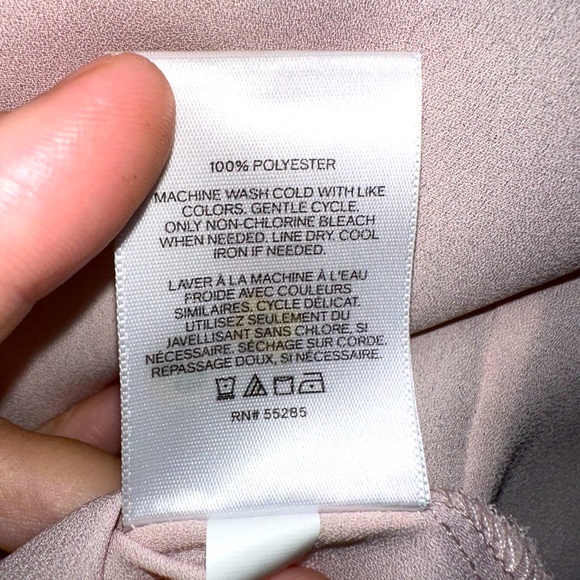 100% POLYESTER
MACHINE WASH COLD WITH LIKE
COLORS. GENTLE CYCLE.
ONLY NON-CHLORINE BLEACH
WHEN NEEDED. LINE DRY. COOL
IRON IF NEEDED.
LAVER À LA MACHINE À L'EAU
FROIDE AVEC COULEURS
SIMILAIRES. CYCLE DÉLICAT.
UTILISEZ SEULEMENT DU
JAVELLISANT SANS CHLORE, SI
NÉCESSAIRE. SÉCHAGE SUR CORDE.
REPASSAGE DOUX, SI NÉCESSAIRE.
RN# 55285